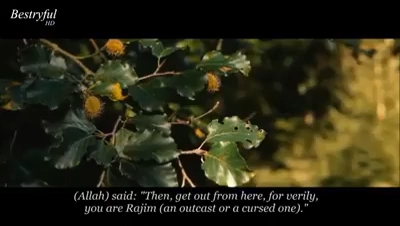 Bestryful
HD
(Allah) said: "Then, get out from here, for verily,
you are Rajim (an outcast or a cursed one)."